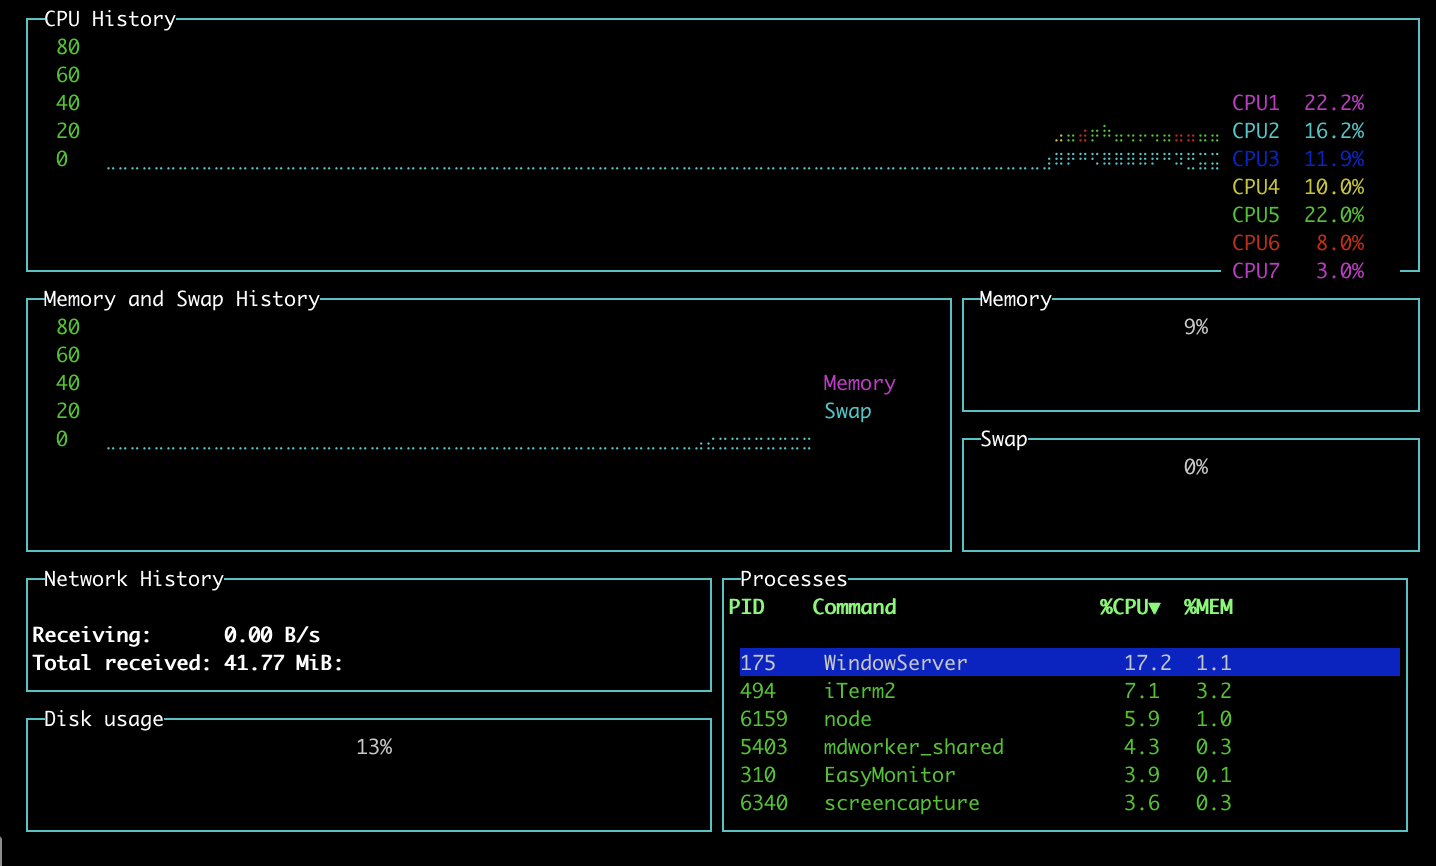 CPU History
80
60
40
20
0
CPU1 22.2%
CPU2 16.2%
CPU3 11.9%
CPU4 10.0%
CPU5 22.0%
CPU6 8.0%
CPU7 3.0%
Memory and Swap History
80
60
40
20
0
Memory
Swap
Memory
9%
Swap
0%
Network History
Receiving: 0.00 B/s
Total received: 41.77 MiB:
Disk usage
13%
Processes
PID Command %CPU▼ %MEM
175 WindowServer 17.2 1.1
494 iTerm2 7.1 3.2
6159 node 5.9 1.0
5403 mdworker_shared 4.3 0.3
310 EasyMonitor 3.9 0.1
6340 screencapture 3.6 0.3